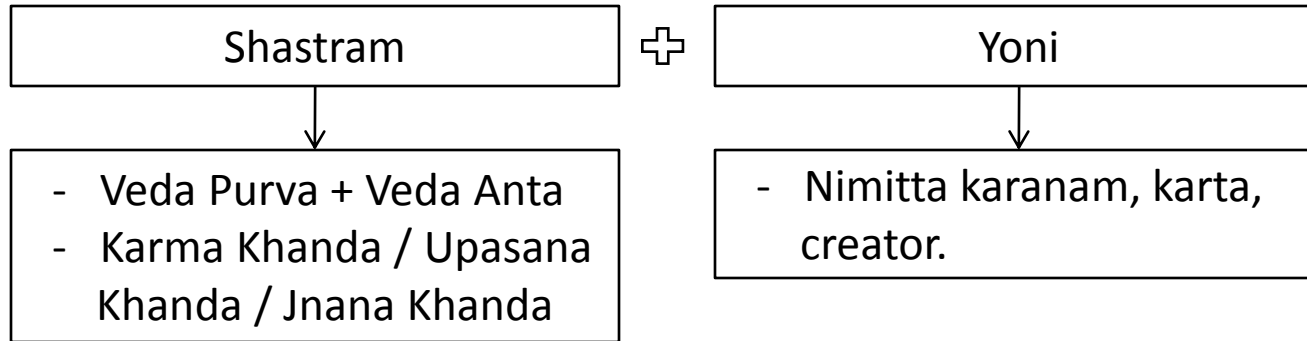 Shastram
Yoni
- Veda Purva + Veda Anta
- Karma Khanda / Upasana
Khanda / Jnana Khanda
- Nimitta karanam, karta,
creator.